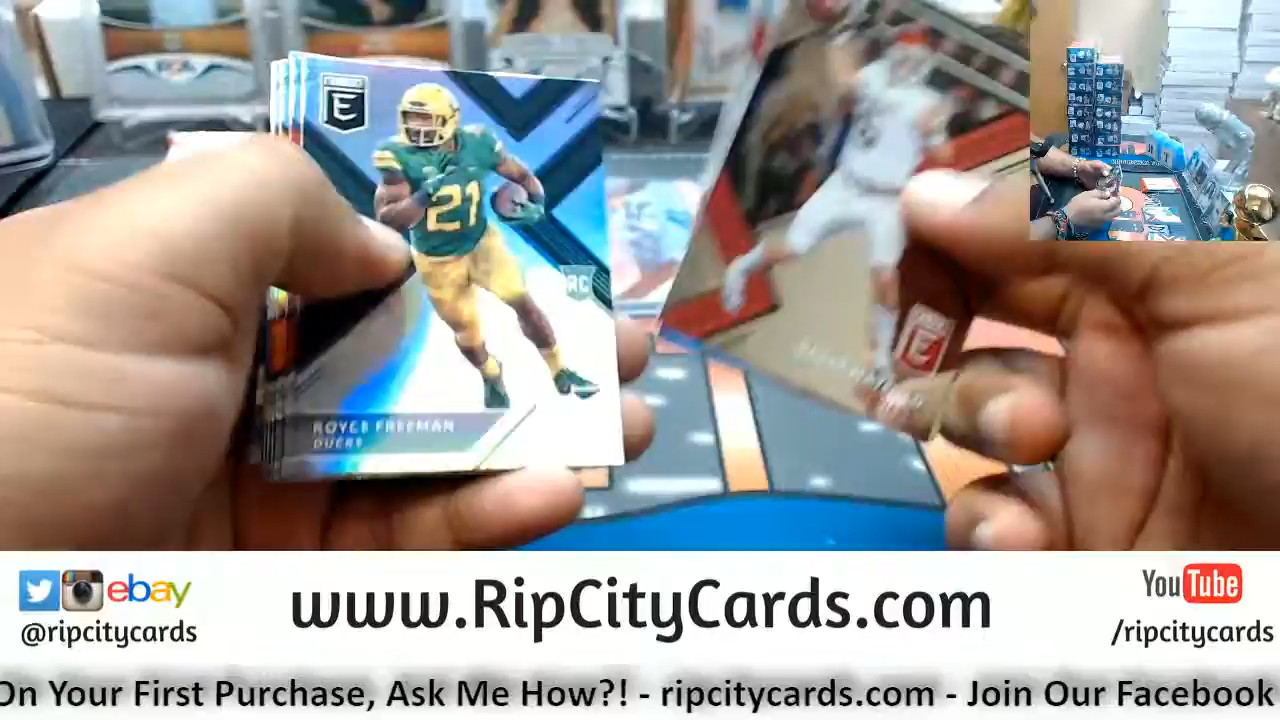 E
21
RC
ROYCE FREEMAN
DUCKS
E
ebay
@ripcitycards
www.RipCityCards.com
YouTube
/ripcitycards
On Your First Purchase, Ask Me How?! - ripcitycards.com - Join Our Facebook